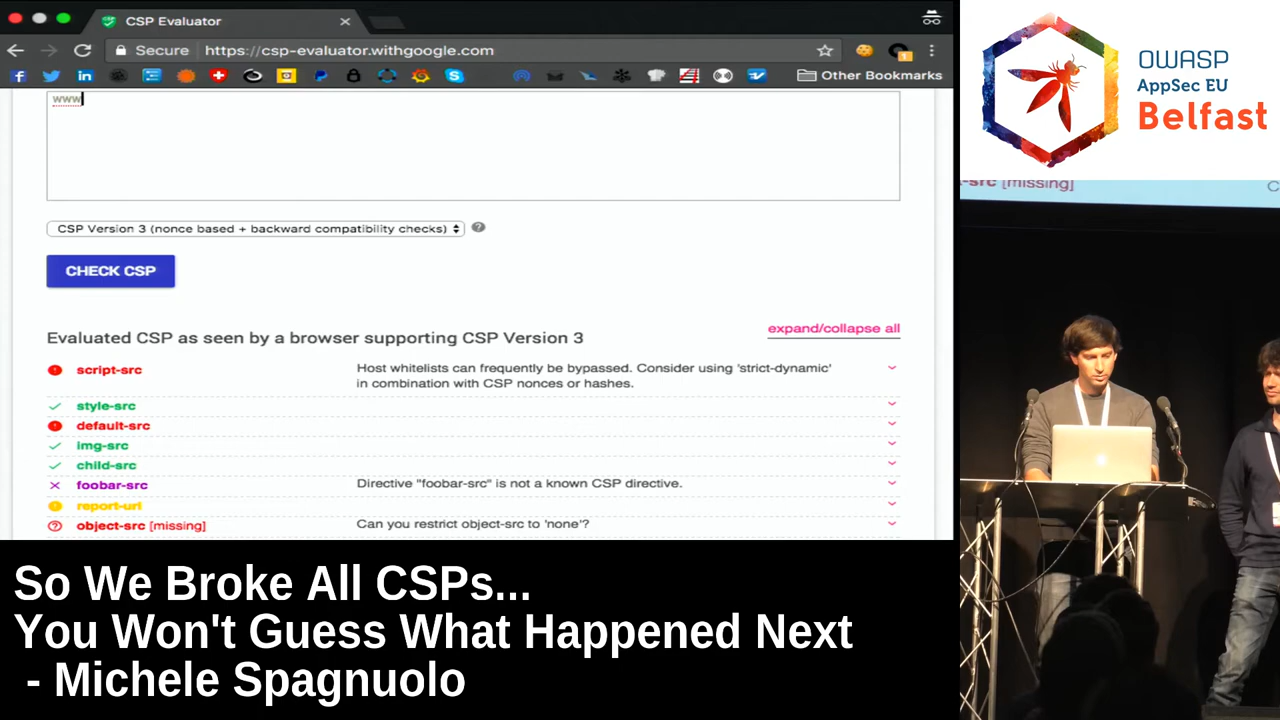 CSP Evaluator
Secure
https://csp-evaluator.withgoogle.com
Other Bookmarks
www
CSP Version 3 (nonce based + backward compatibility checks)
CHECK CSP
expand/collapse all
Evaluated CSP as seen by a browser supporting CSP Version 3
script-src Host whitelists can frequently be bypassed. Consider using 'strict-dynamic'
in combination with CSP nonces or hashes.
style-src
default-src
img-src
child-src
foobar-src Directive "foobar-src" is not a known CSP directive.
report-uri
object-src [missing] Can you restrict object-src to 'none'?
OWASP
AppSec EU
Belfast
[missing]
So We Broke All CSPs...
You Won't Guess What Happened Next
- Michele Spagnuolo